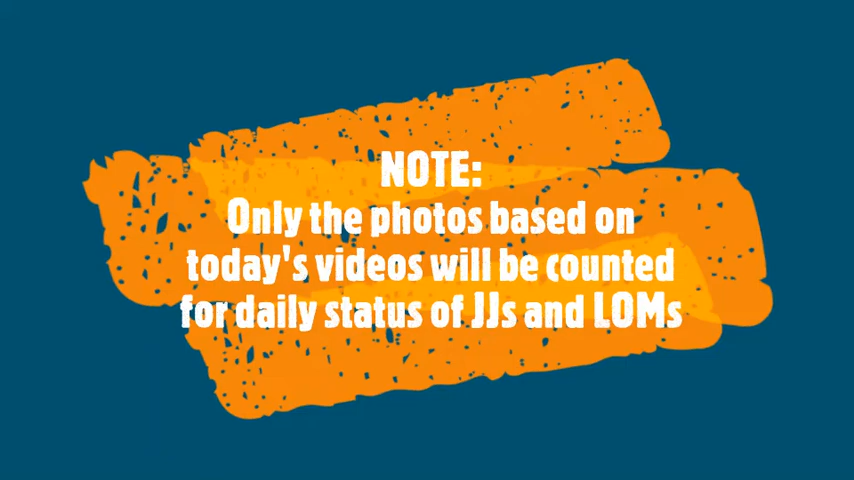 NOTE:
Only the photos based on
today's videos will be counted
for daily status of JJs and LOMs